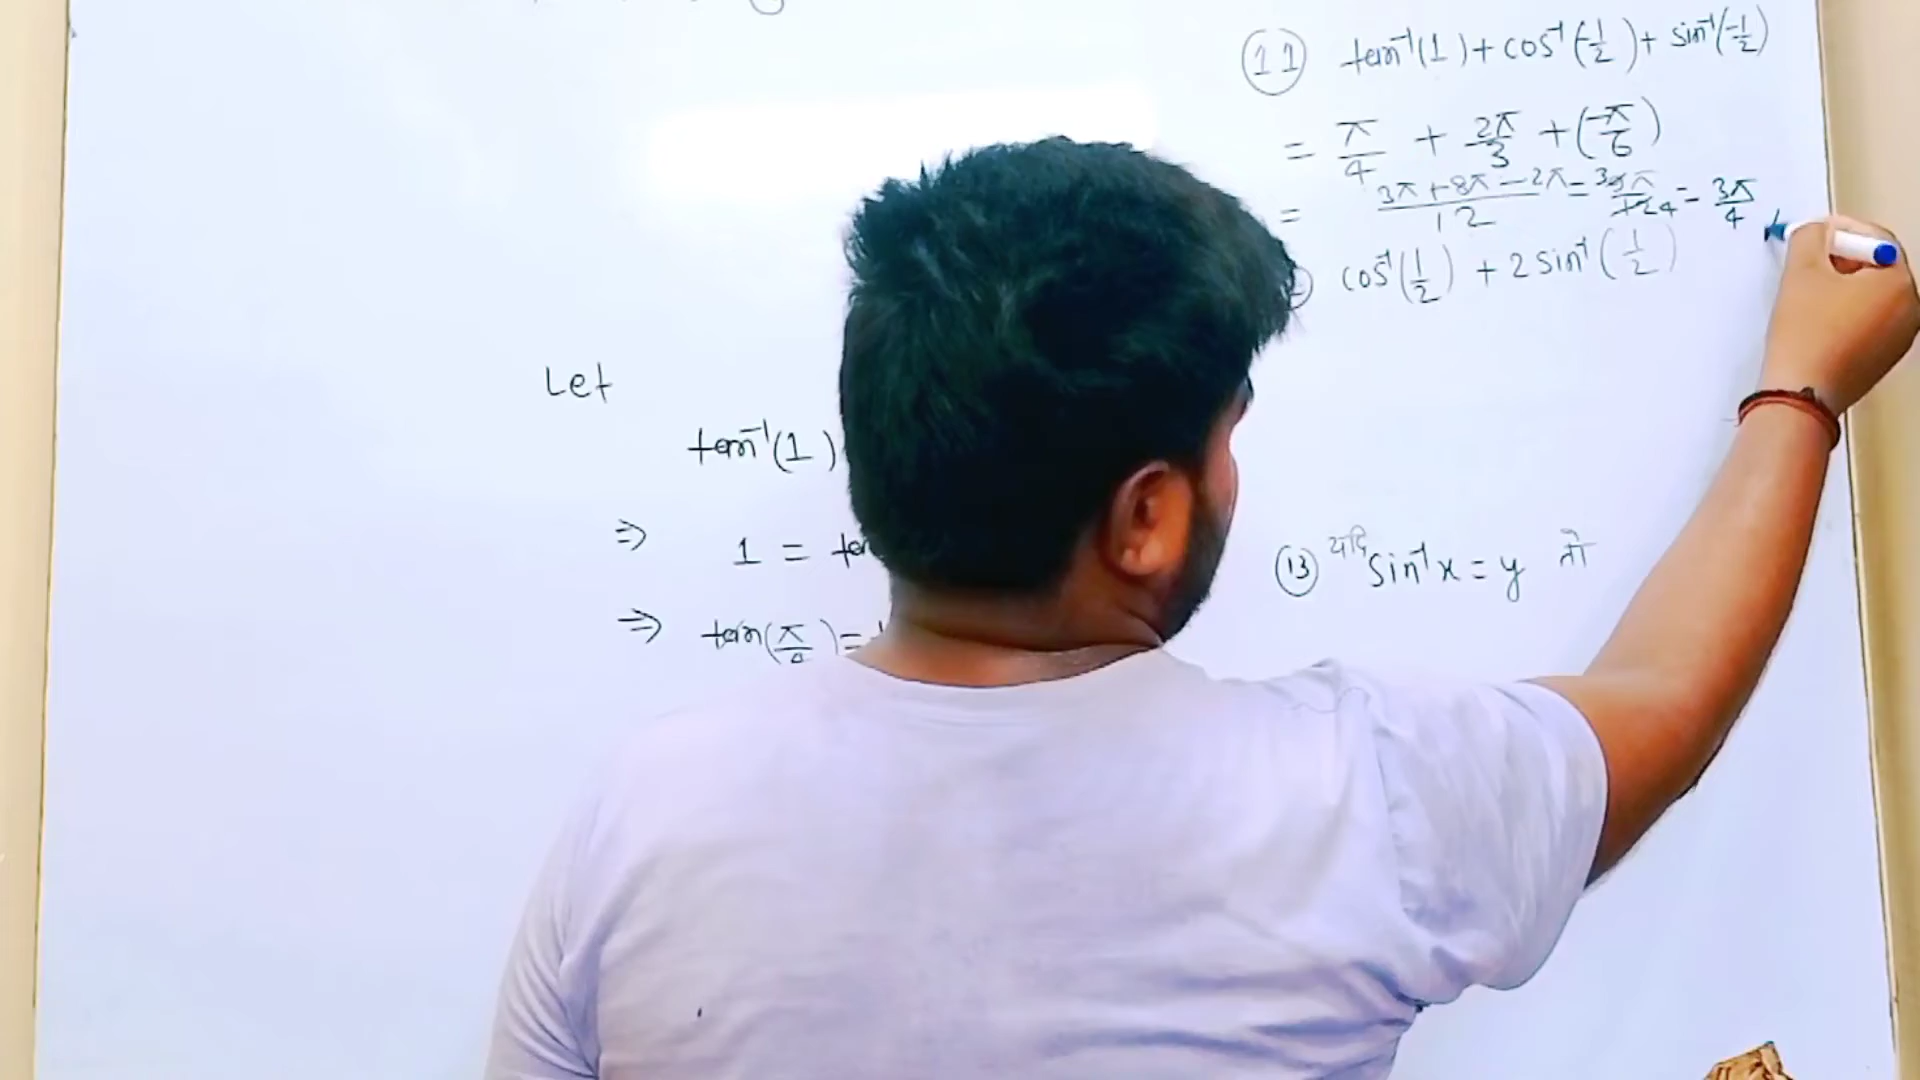 Let
tan⁻¹(1)
⇒ 1 =
⇒ tan(π/4) =
(11) tan⁻¹(1) + cos⁻¹(-1/2) + sin⁻¹(-1/2)
= π/4 + 2π/3 + (-π/6)
= (3π + 8π - 2π)/12 = 9π/12 = 3π/4
cos⁻¹(1/2) + 2 sin⁻¹(1/2)
(13) यदि sin⁻¹x = y तो